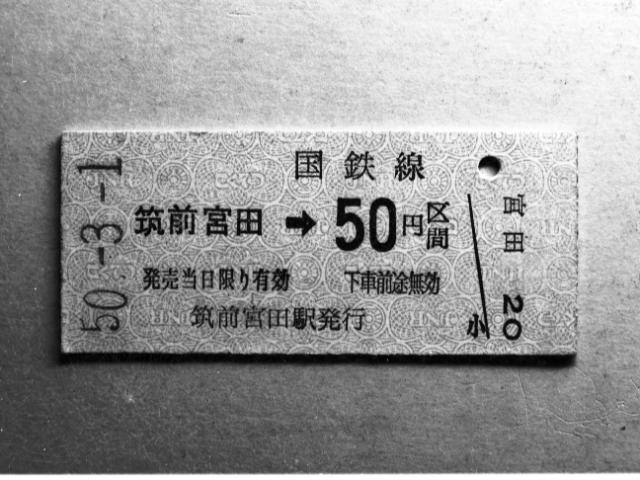 50.-3.-1
国鉄線
筑前宮田➡50円区間
発売当日限り有効 下車前途無効
筑前宮田駅発行
宮田
小 20